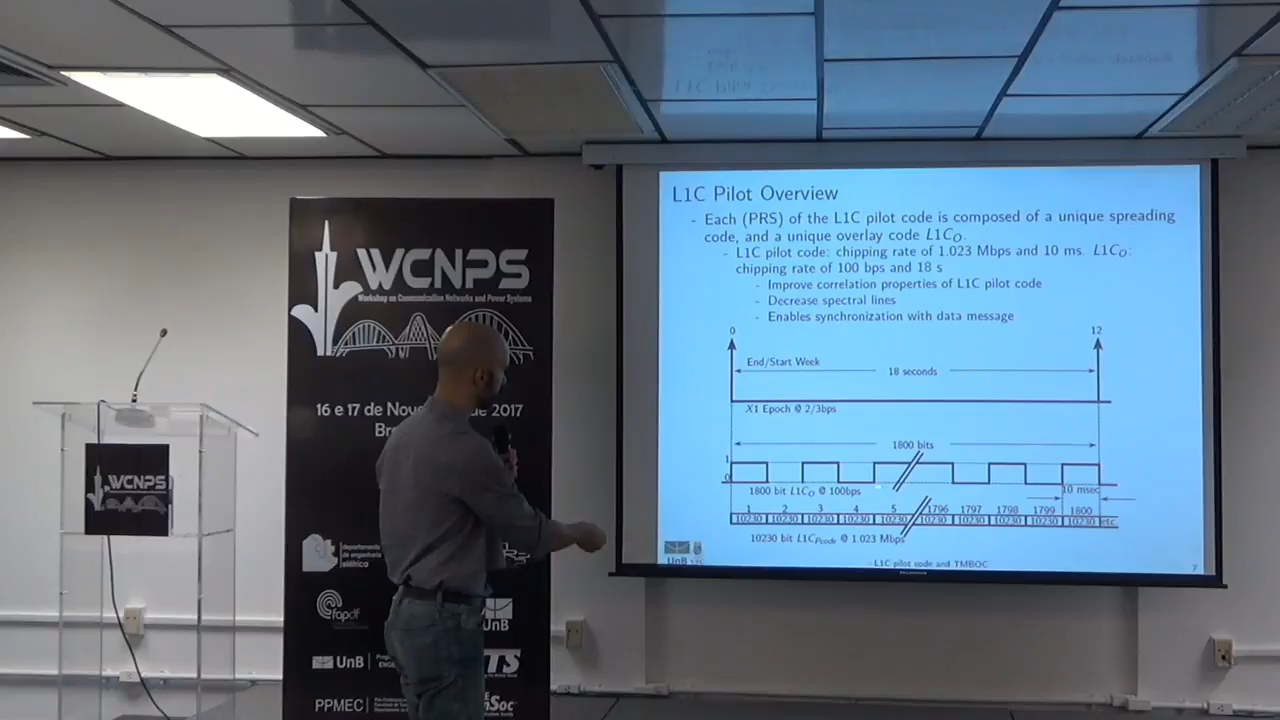 L1C Pilot Overview
- Each (PRS) of the L1C pilot code is composed of a unique spreading
code, and a unique overlay code L1C_O.
- L1C pilot code: chipping rate of 1.023 Mbps and 10 ms. L1C_O:
chipping rate of 100 bps and 18 s
- Improve correlation properties of L1C pilot code
- Decrease spectral lines
- Enables synchronization with data message
0 12
End/Start Week
18 seconds
X1 Epoch @ 2/3bps
1800 bits
1
0
1800 bit L1C_O @ 100bps
10 msec
1 2 3 4 5 1796 1797 1798 1799 1800
10230 10230 10230 10230 10230 10230 10230 10230 10230 10230 etc.
10230 bit L1C_Pcode @ 1.023 Mbps
UnB
L1C pilot code and TMBOC
7
WCNPS
Workshop on Communication Networks and Power Systems
16 e 17 de Nov de 2017
departamento
de engenharia
elétrica
fapdf
UnB
UnB
PPMEC
WCNPS